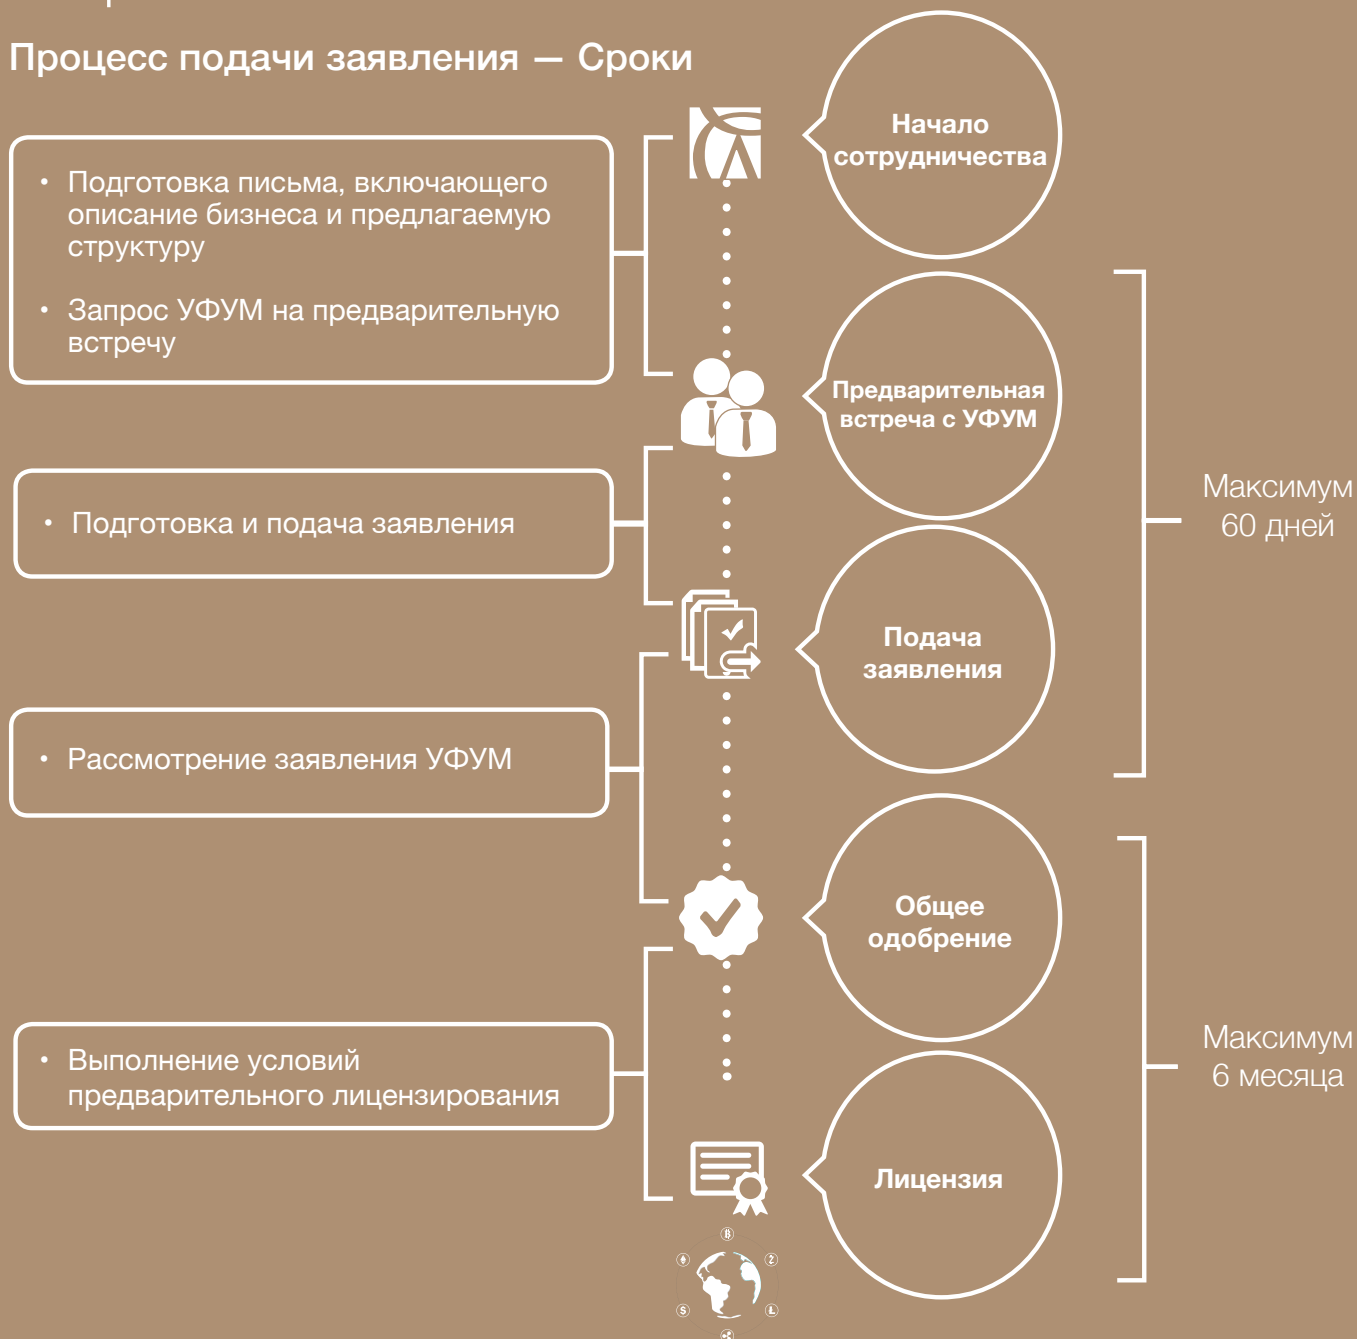 Процесс подачи заявления — Сроки
Начало
сотрудничества
• Подготовка письма, включающего
описание бизнеса и предлагаемую
структуру
• Запрос УФУМ на предварительную
встречу
Предварительная
встреча с УФУМ
Максимум
60 дней
• Подготовка и подача заявления
Подача
заявления
• Рассмотрение заявления УФУМ
Общее
одобрение
Максимум
6 месяца
• Выполнение условий
предварительного лицензирования
Лицензия